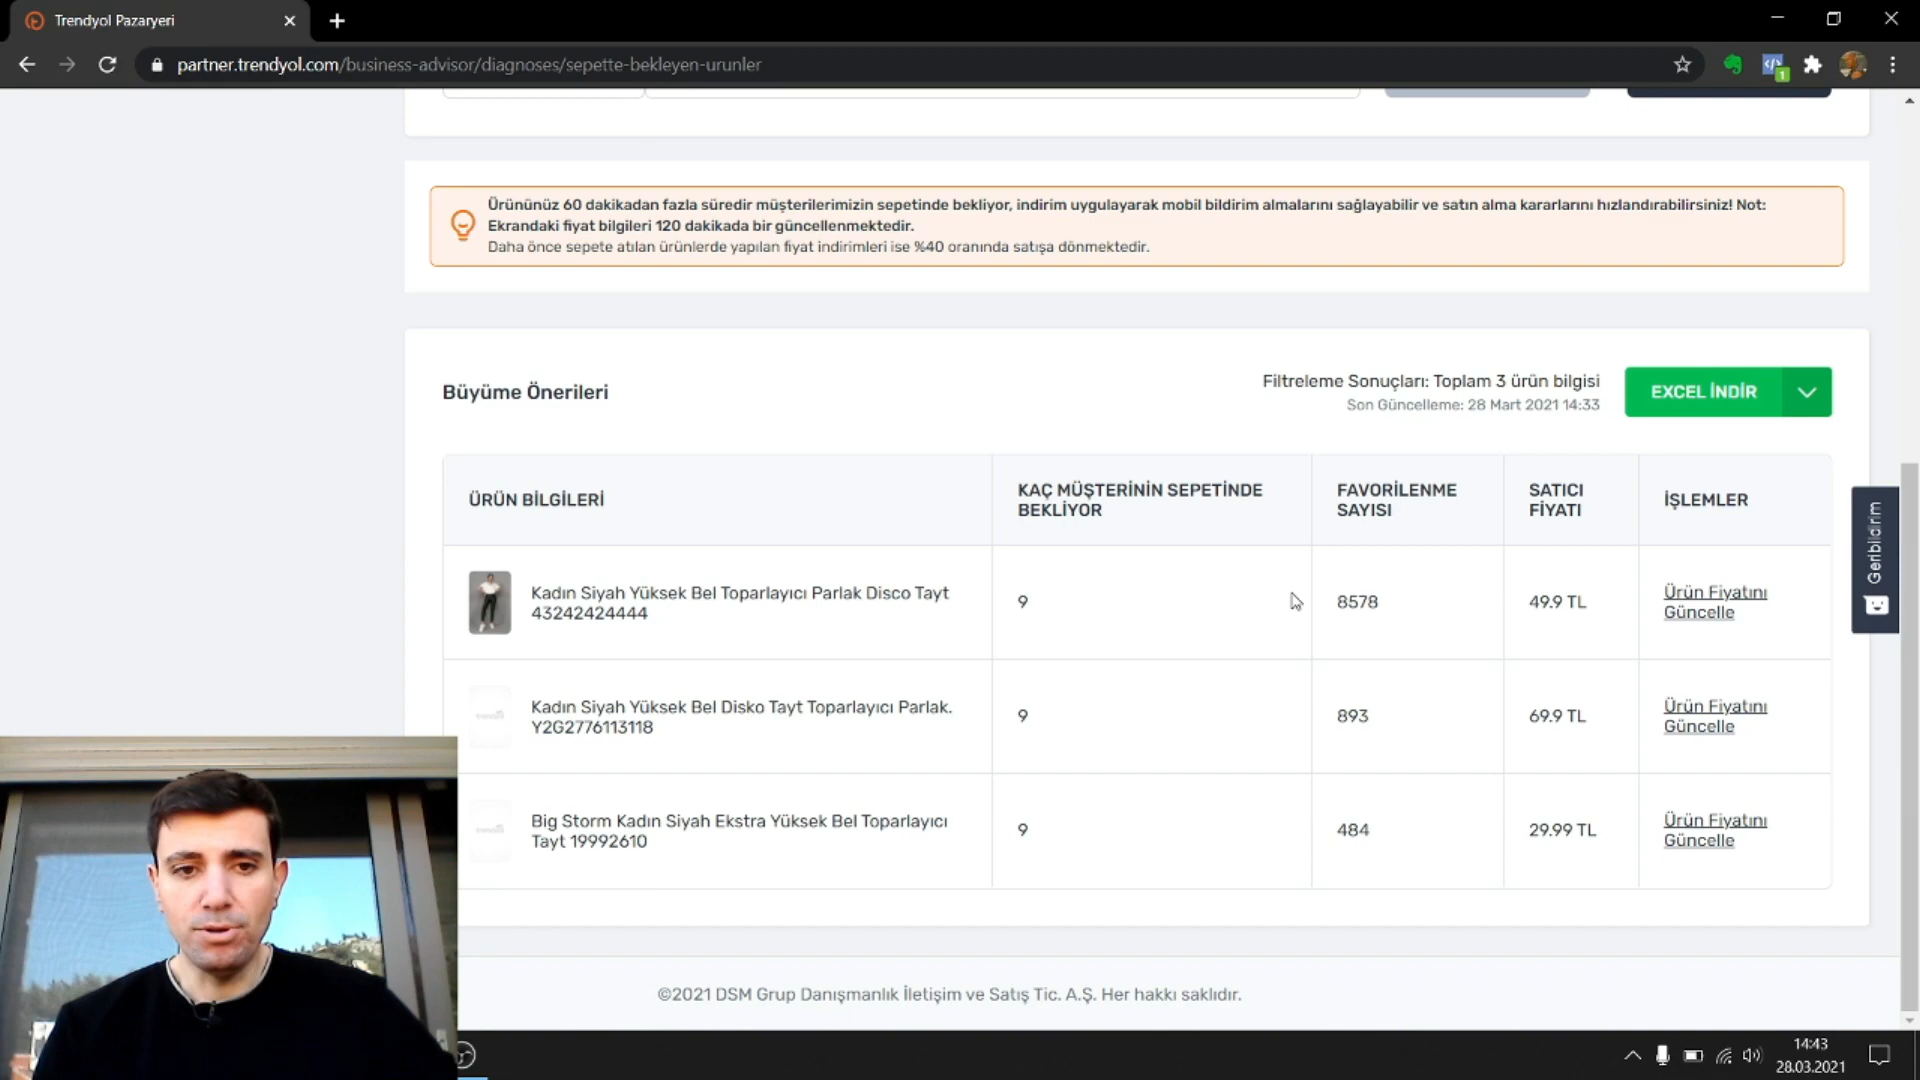 Trendyol Pazaryeri
partner.trendyol.com/business-advisor/diagnoses/sepette-bekleyen-urunler
1
Ürününüz 60 dakikadan fazla süredir müşterilerimizin sepetinde bekliyor, indirim uygulayarak mobil bildirim almalarını sağlayabilir ve satın alma kararlarını hızlandırabilirsiniz! Not:
Ekrandaki fiyat bilgileri 120 dakikada bir güncellenmektedir.
Daha önce sepete atılan ürünlerde yapılan fiyat indirimleri ise %40 oranında satışa dönmektedir.
Büyüme Önerileri
Filtreleme Sonuçları: Toplam 3 ürün bilgisi
Son Güncelleme: 28 Mart 2021 14:33
EXCEL İNDİR
ÜRÜN BİLGİLERİ
KAÇ MÜŞTERİNİN SEPETİNDE
BEKLİYOR
FAVORİLENME
SAYISI
SATICI
FİYATI
İŞLEMLER
Kadın Siyah Yüksek Bel Toparlayıcı Parlak Disco Tayt
43242424444
9
8578
49.9 TL
Ürün Fiyatını
Güncelle
Kadın Siyah Yüksek Bel Disko Tayt Toparlayıcı Parlak.
Y2G2776113118
9
893
69.9 TL
Ürün Fiyatını
Güncelle
Big Storm Kadın Siyah Ekstra Yüksek Bel Toparlayıcı
Tayt 19992610
9
484
29.99 TL
Ürün Fiyatını
Güncelle
Geribildirim
©2021 DSM Grup Danışmanlık İletişim ve Satış Tic. A.Ş. Her hakkı saklıdır.
14:43
28.03.2021